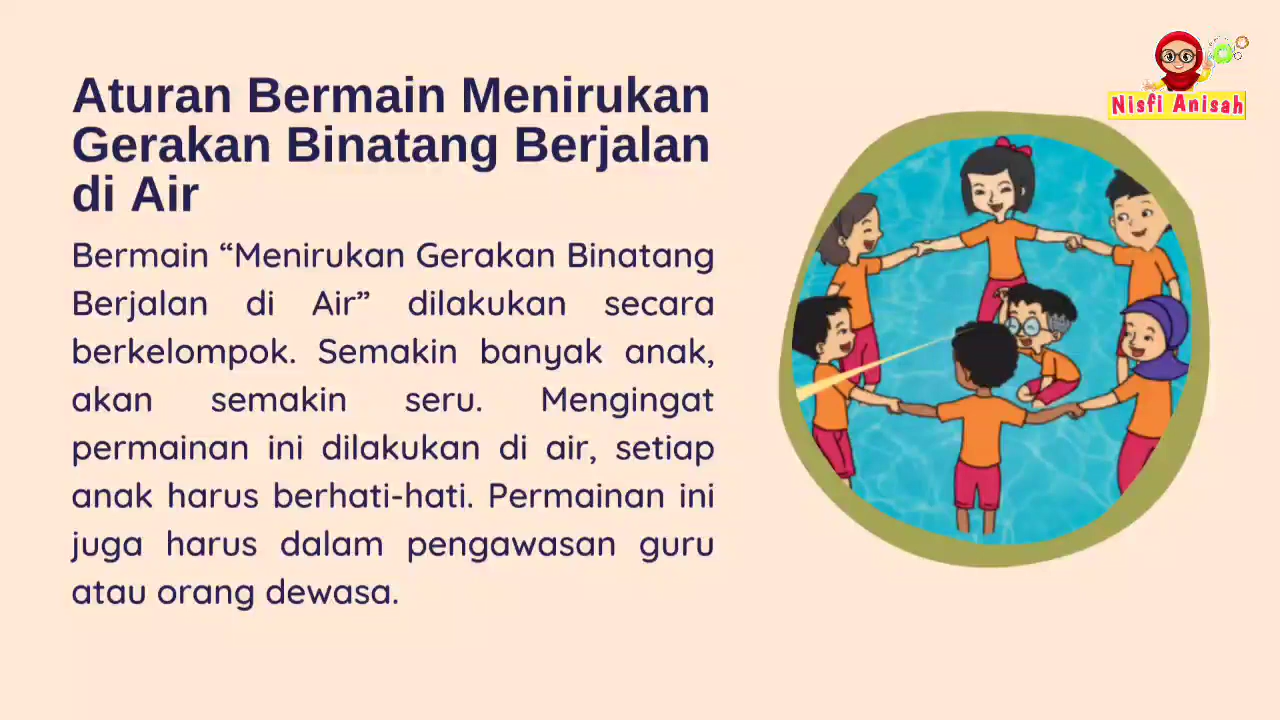 Aturan Bermain Menirukan
Gerakan Binatang Berjalan
di Air
Bermain “Menirukan Gerakan Binatang
Berjalan di Air” dilakukan secara
berkelompok. Semakin banyak anak,
akan semakin seru. Mengingat
permainan ini dilakukan di air, setiap
anak harus berhati-hati. Permainan ini
juga harus dalam pengawasan guru
atau orang dewasa.
Nisfi Anisah